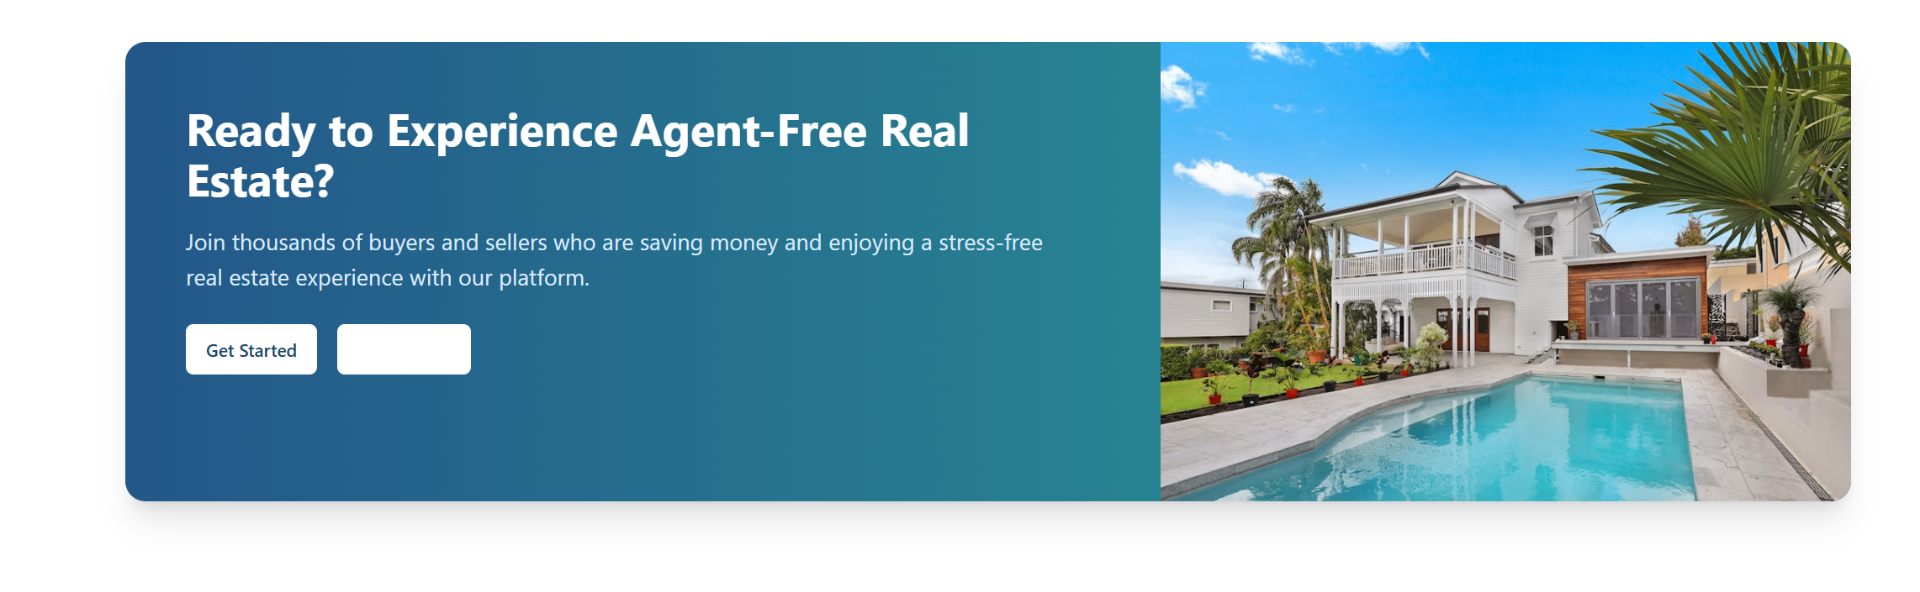 Ready to Experience Agent-Free Real
Estate?
Join thousands of buyers and sellers who are saving money and enjoying a stress-free
real estate experience with our platform.
Get Started